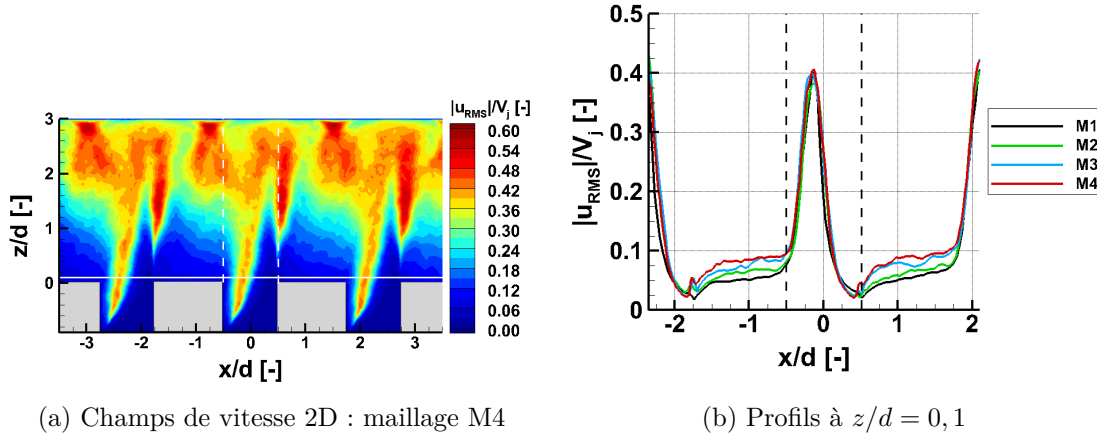 |u_RMS|/V_j [-]
0.60
0.54
0.48
0.42
0.36
0.30
0.24
0.18
0.12
0.06
0.00
z/d [-]
3
2
1
0
-3 -2 -1 0 1 2 3
x/d [-]
(a) Champs de vitesse 2D : maillage M4
|u_RMS|/V_j [-]
0.5
0.4
0.3
0.2
0.1
0
-2 -1 0 1 2
x/d [-]
M1
M2
M3
M4
(b) Profils à z/d = 0, 1